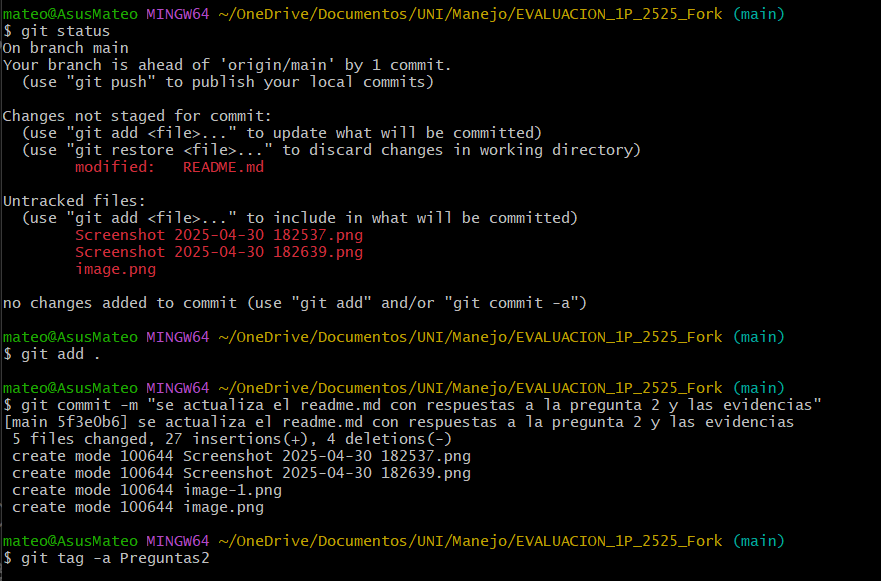 mateo@AsusMateo MINGW64 ~/OneDrive/Documentos/UNI/Manejo/EVALUACION_1P_2525_Fork (main)
$ git status
On branch main
Your branch is ahead of 'origin/main' by 1 commit.
  (use "git push" to publish your local commits)

Changes not staged for commit:
  (use "git add <file>..." to update what will be committed)
  (use "git restore <file>..." to discard changes in working directory)
        modified:   README.md

Untracked files:
  (use "git add <file>..." to include in what will be committed)
        Screenshot 2025-04-30 182537.png
        Screenshot 2025-04-30 182639.png
        image.png

no changes added to commit (use "git add" and/or "git commit -a")

mateo@AsusMateo MINGW64 ~/OneDrive/Documentos/UNI/Manejo/EVALUACION_1P_2525_Fork (main)
$ git add .

mateo@AsusMateo MINGW64 ~/OneDrive/Documentos/UNI/Manejo/EVALUACION_1P_2525_Fork (main)
$ git commit -m "se actualiza el readme.md con respuestas a la pregunta 2 y las evidencias"
[main 5f3e0b6] se actualiza el readme.md con respuestas a la pregunta 2 y las evidencias
 5 files changed, 27 insertions(+), 4 deletions(-)
 create mode 100644 Screenshot 2025-04-30 182537.png
 create mode 100644 Screenshot 2025-04-30 182639.png
 create mode 100644 image-1.png
 create mode 100644 image.png

mateo@AsusMateo MINGW64 ~/OneDrive/Documentos/UNI/Manejo/EVALUACION_1P_2525_Fork (main)
$ git tag -a Preguntas2